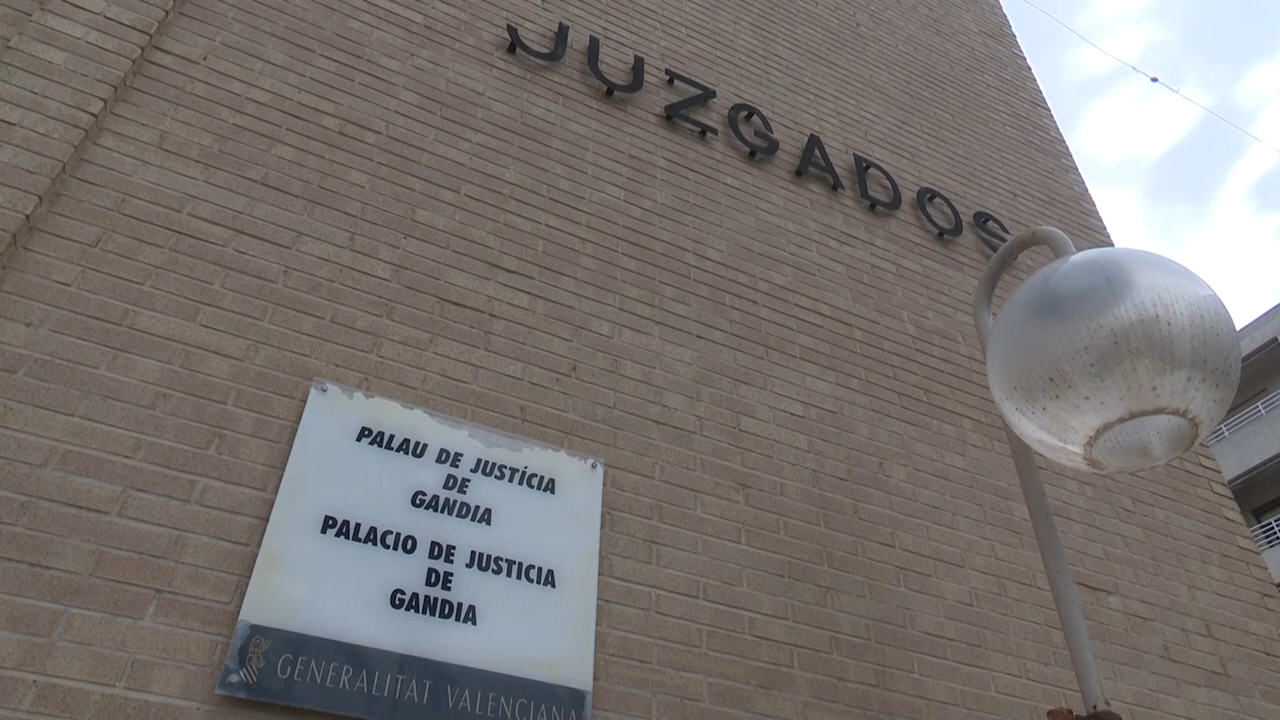 JUZGADOS
PALAU DE JUSTÍCIA
DE
GANDIA
PALACIO DE JUSTICIA
DE
GANDIA
GENERALITAT VALENCIANA